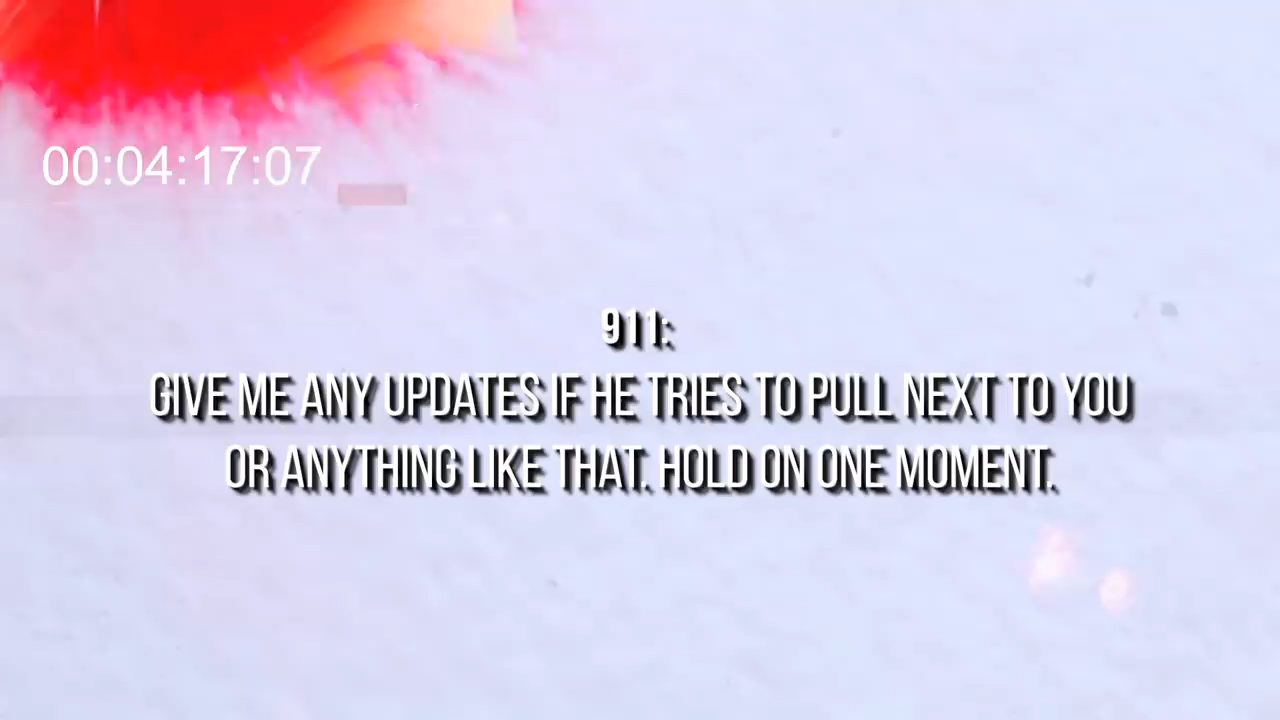 00:04:17:07
911:
GIVE ME ANY UPDATES IF HE TRIES TO PULL NEXT TO YOU
OR ANYTHING LIKE THAT. HOLD ON ONE MOMENT.